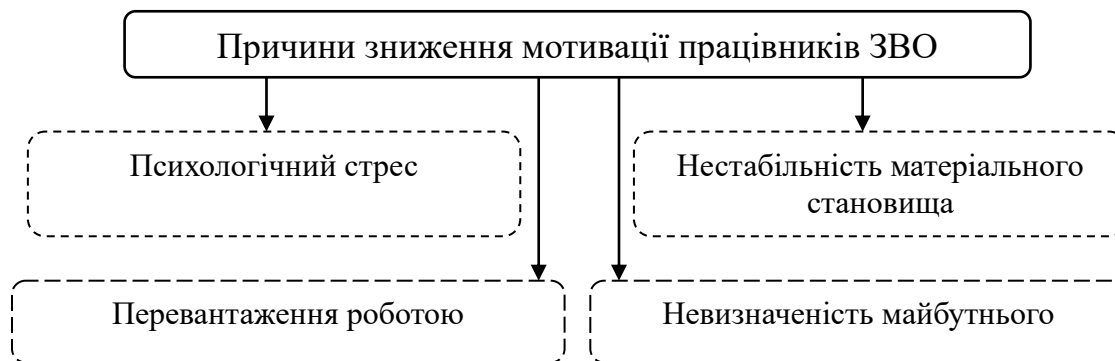 Причини зниження мотивації працівників ЗВО
Психологічний стрес
Нестабільність матеріального
становища
Перевантаження роботою
Невизначеність майбутнього